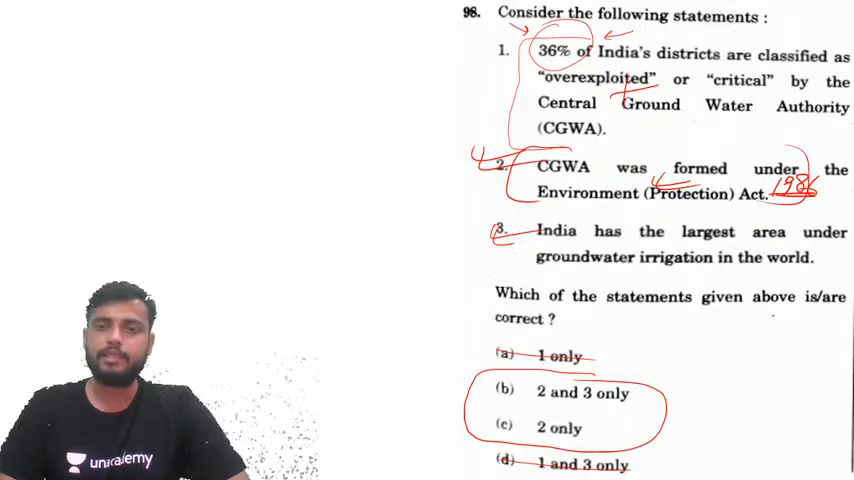 98. Consider the following statements :
1. 36% of India's districts are classified as
"overexploited" or "critical" by the
Central Ground Water Authority
(CGWA).
2. CGWA was formed under the
Environment (Protection) Act. 1986
3. India has the largest area under
groundwater irrigation in the world.
Which of the statements given above is/are
correct ?
(a) 1 only
(b) 2 and 3 only
(c) 2 only
(d) 1 and 3 only
unacademy